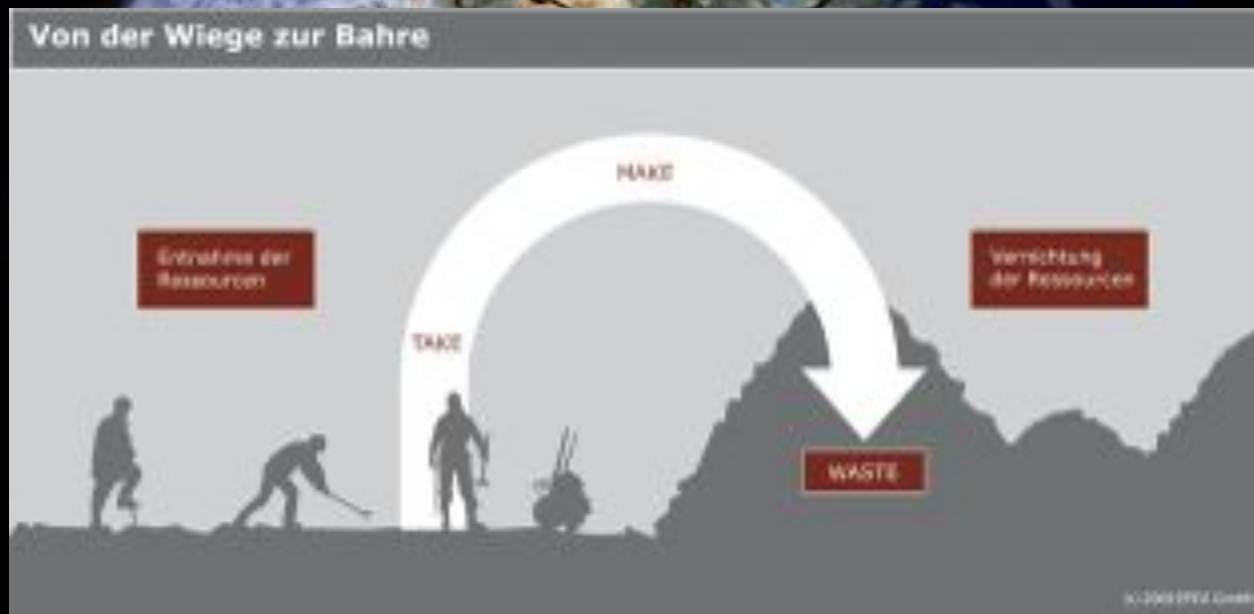 Von der Wiege zur Bahre
MAKE
Entnahme der
Ressourcen
Vernichtung
der Ressourcen
TAKE
WASTE